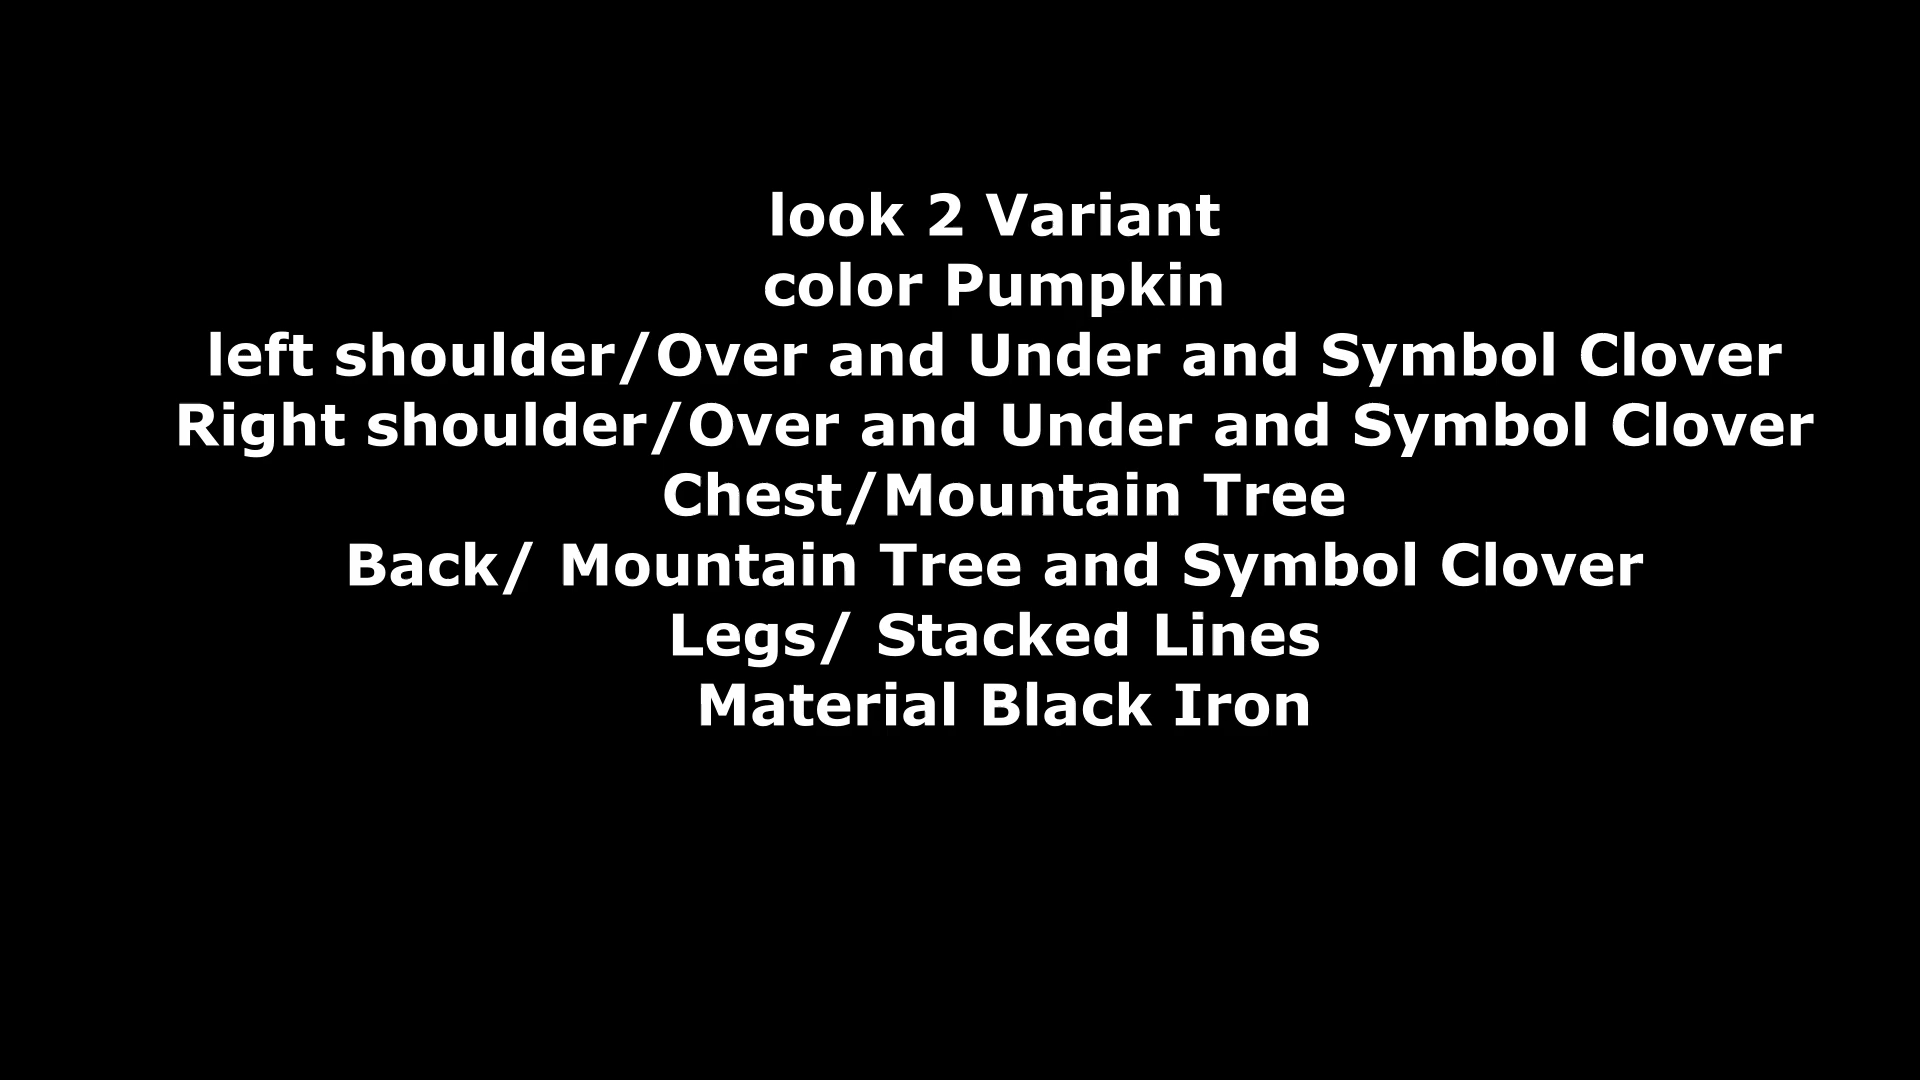 look 2 Variant
color Pumpkin
left shoulder/Over and Under and Symbol Clover
Right shoulder/Over and Under and Symbol Clover
Chest/Mountain Tree
Back/ Mountain Tree and Symbol Clover
Legs/ Stacked Lines
Material Black Iron